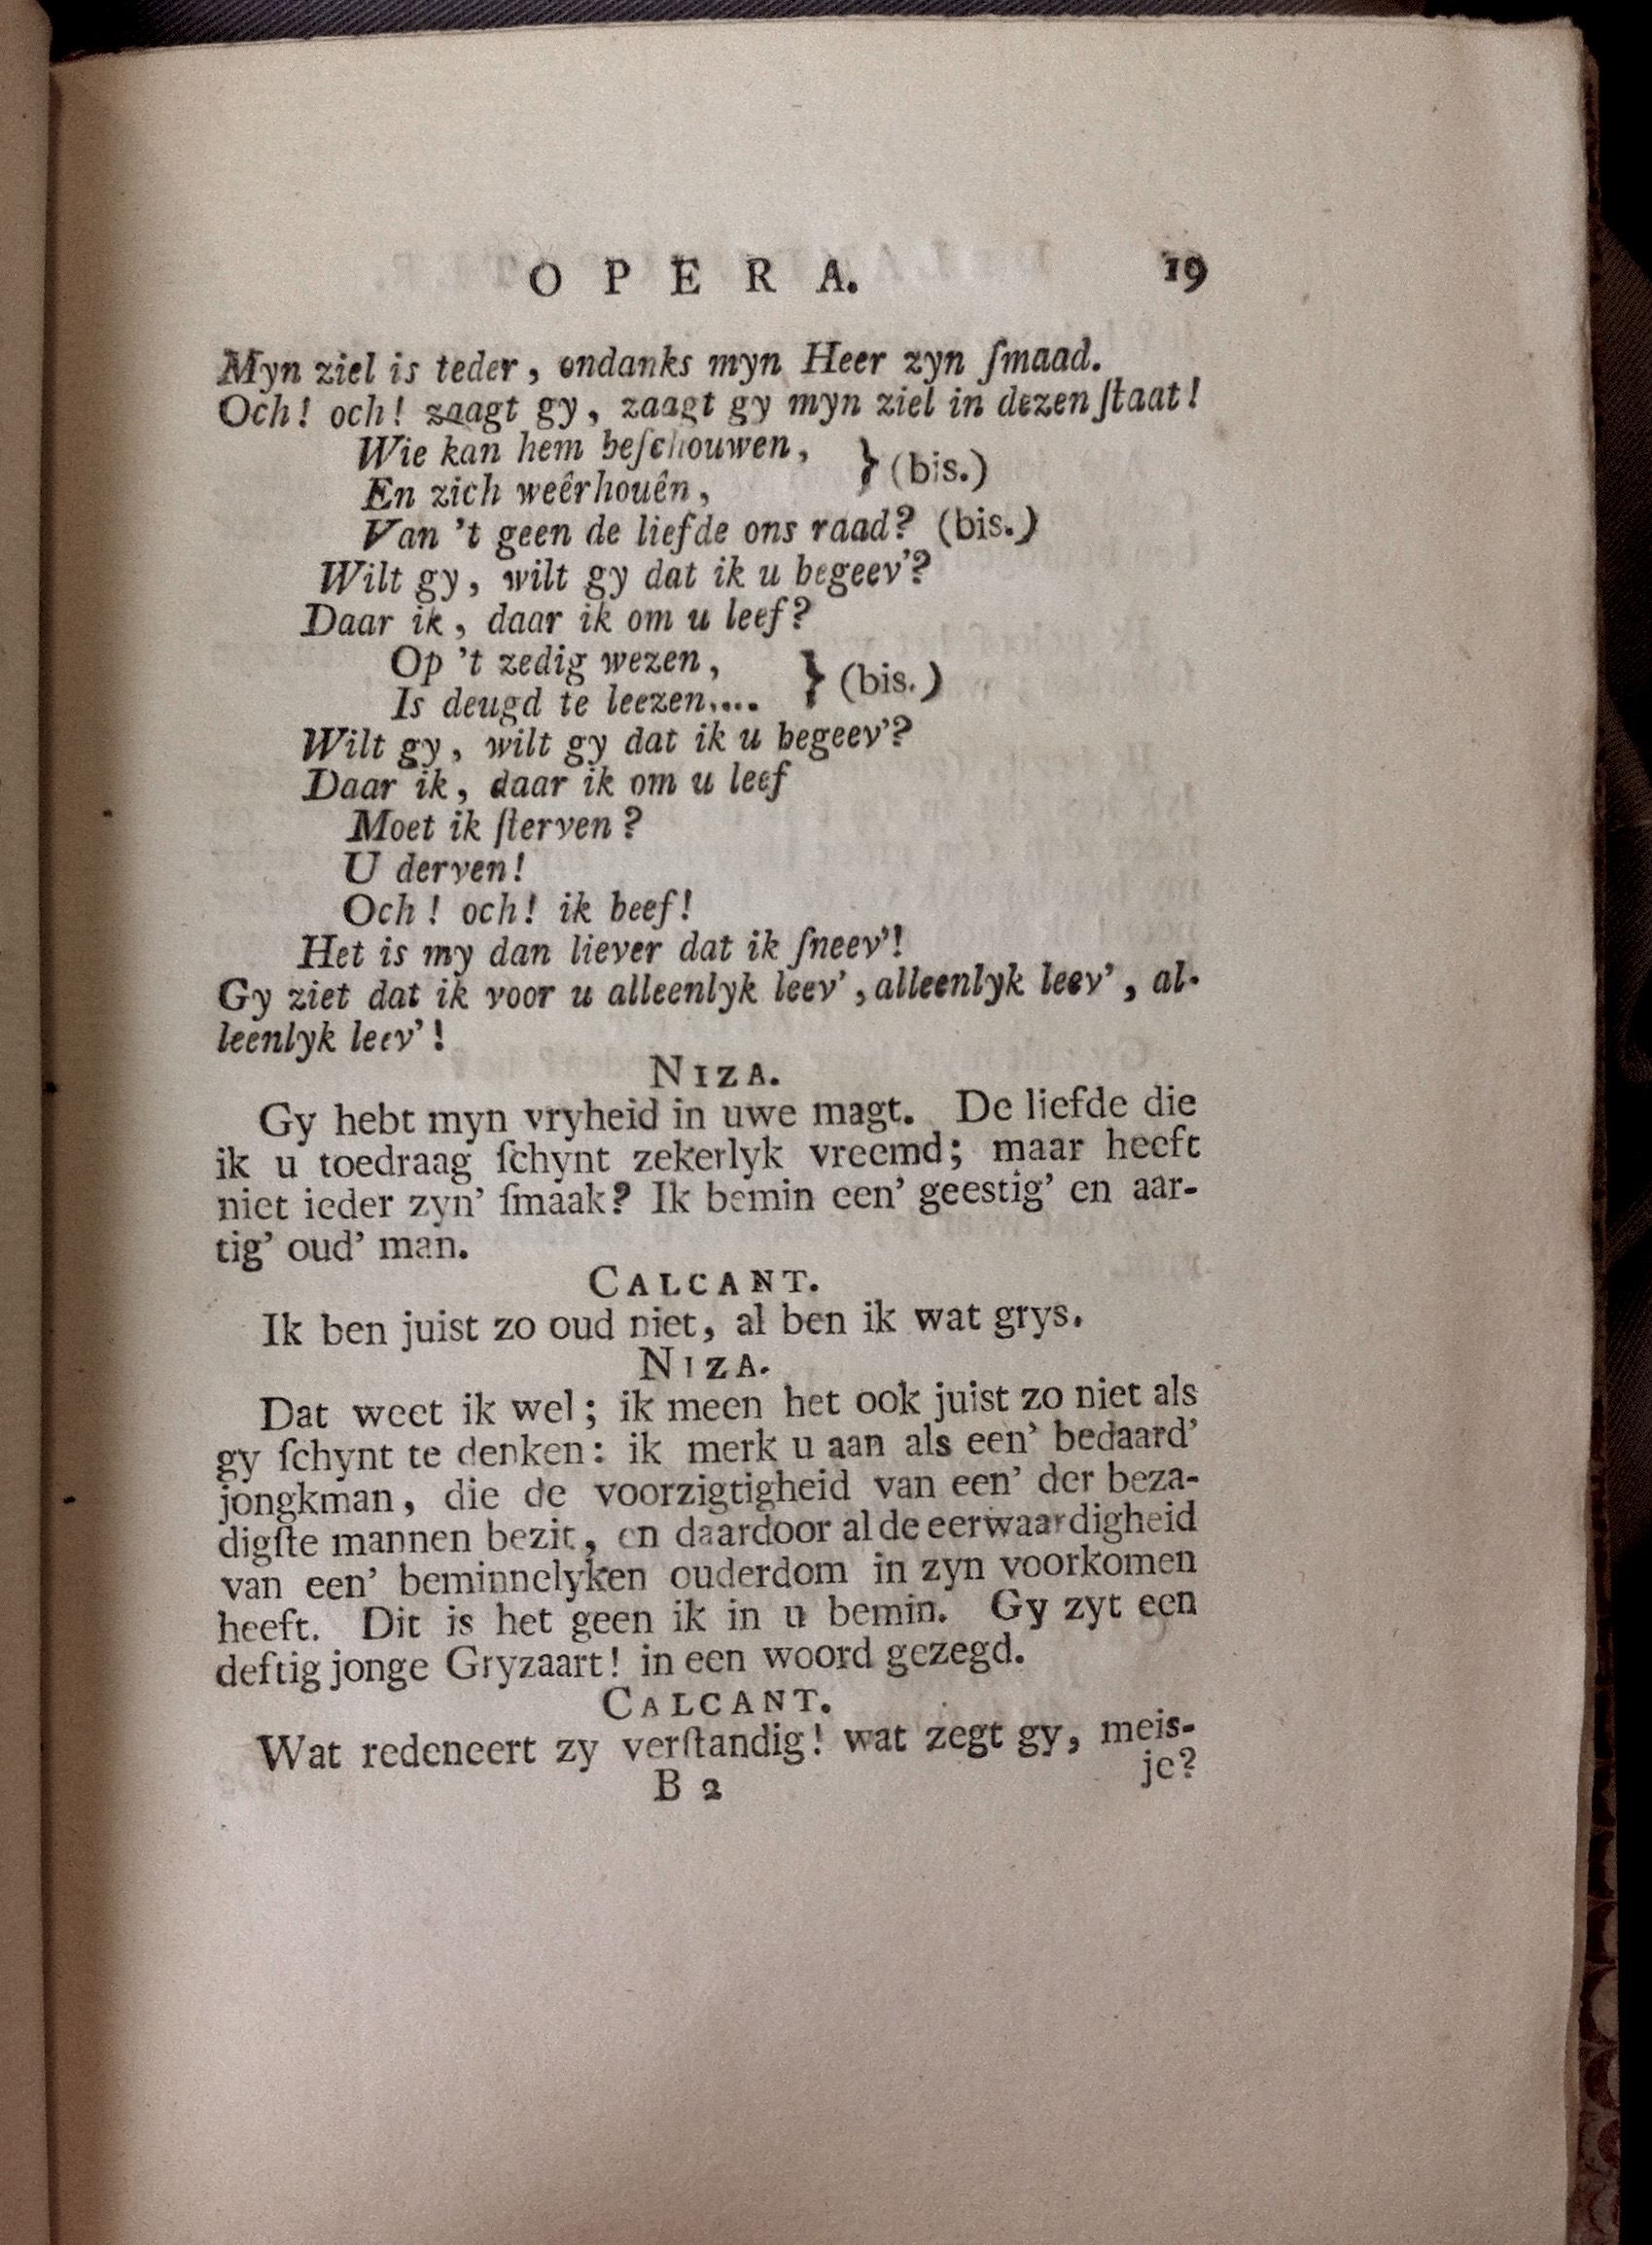 OPERA. 19
Myn ziel is teder, ondanks myn Heer zyn ſmaad.
Och! och! zaagt gy, zaagt gy myn ziel in dezen ſtaat!
Wie kan hem beſchouwen,
} (bis.)
En zich weêrhouên,
Van 't geen de liefde ons raad? (bis.)
Wilt gy, wilt gy dat ik u begeev'?
Daar ik, daar ik om u leef?
Op 't zedig wezen,
} (bis.)
Is deugd te leezen....
Wilt gy, wilt gy dat ik u begeev'?
Daar ik, daar ik om u leef
Moet ik ſterven?
U derven!
Och! och! ik beef!
Het is my dan liever dat ik ſneev'!
Gy ziet dat ik voor u alleenlyk leev', alleenlyk leev', al-
leenlyk leev'!
NIZA.
Gy hebt myn vryheid in uwe magt. De liefde die
ik u toedraag ſchynt zekerlyk vreemd; maar heeft
niet ieder zyn' ſmaak? Ik bemin een' geestig' en aar-
tig' oud' man.
CALCANT.
Ik ben juist zo oud niet, al ben ik wat grys.
NIZA.
Dat weet ik wel; ik meen het ook juist zo niet als
gy ſchynt te denken: ik merk u aan als een' bedaard'
jongkman, die de voorzigtigheid van een' der beza-
digſte mannen bezit, en daardoor al de eerwaardigheid
van een' beminnelyken ouderdom in zyn voorkomen
heeft. Dit is het geen ik in u bemin. Gy zyt een
deftig jonge Gryzaart! in een woord gezegd.
CALCANT.
Wat redeneert zy verſtandig! wat zegt gy, meis-
B 2 je?